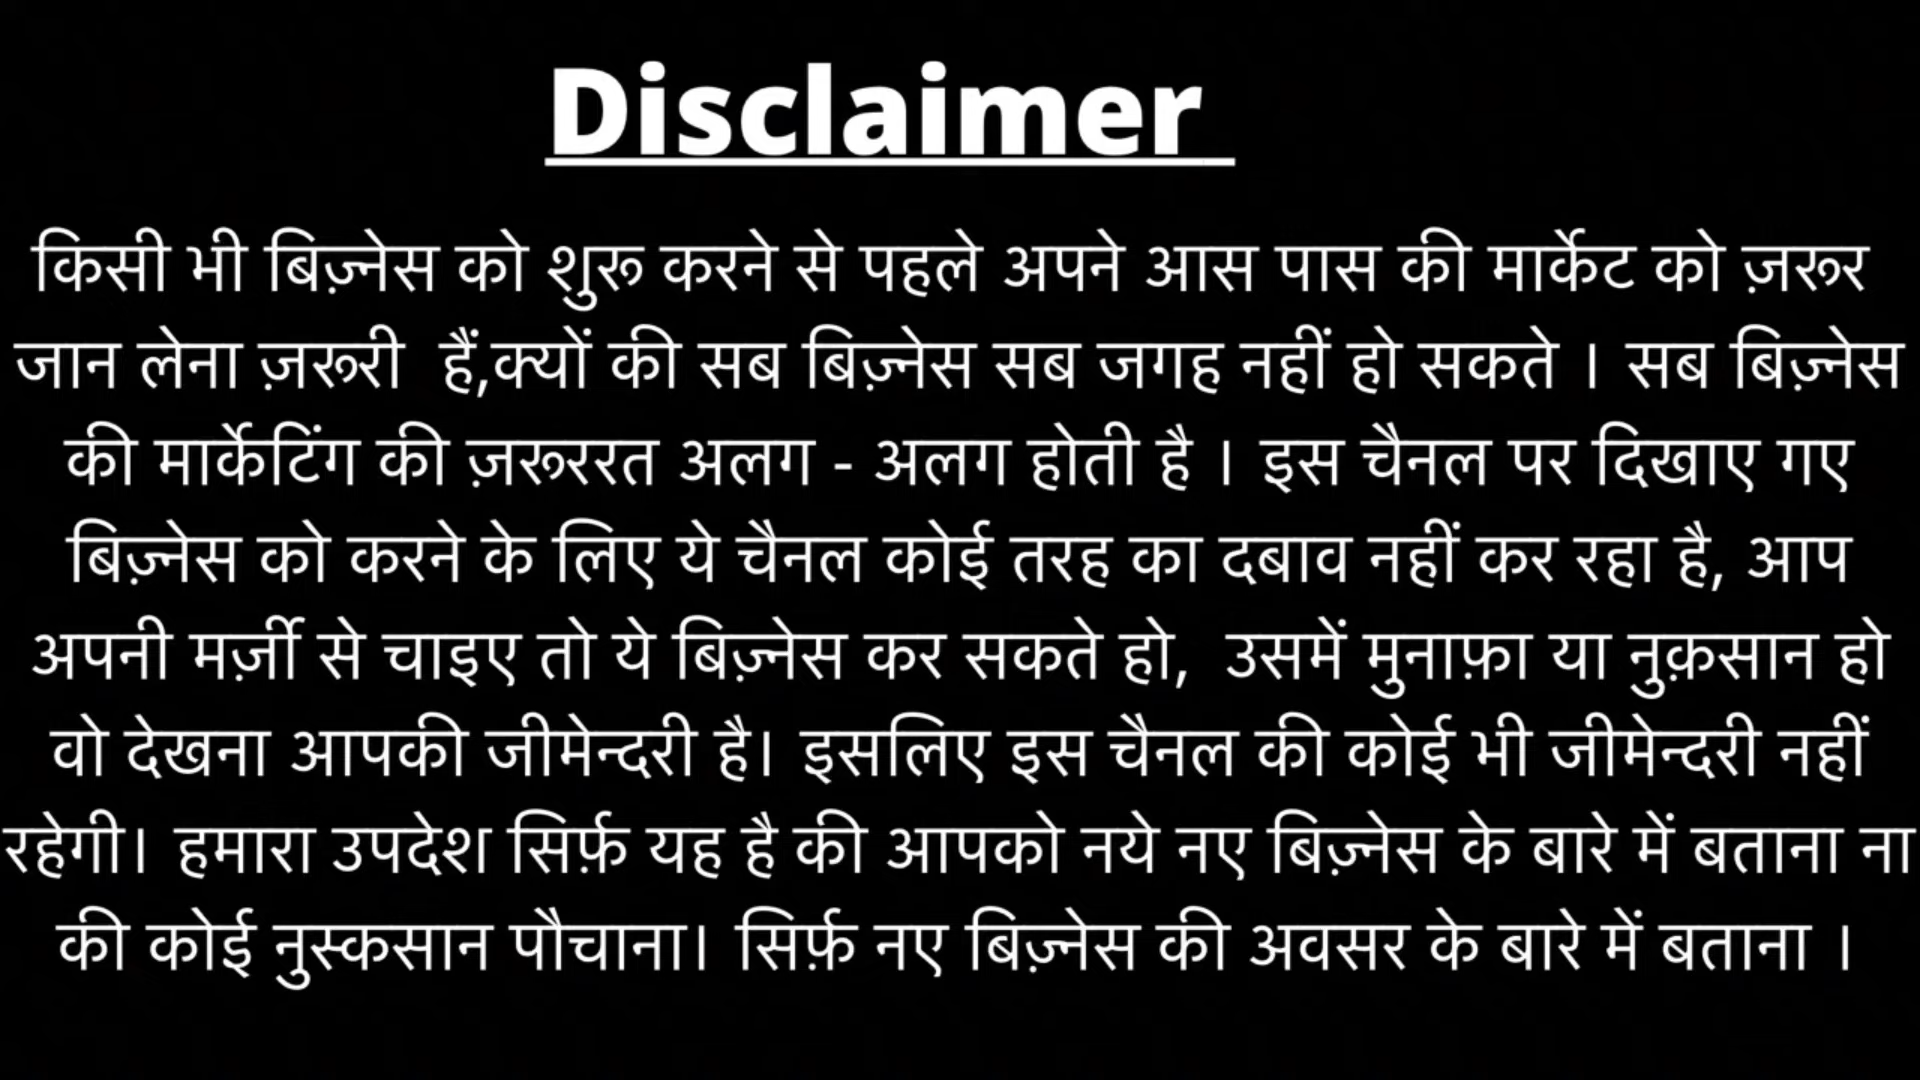 Disclaimer
किसी भी बिज़्नेस को शुरू करने से पहले अपने आस पास की मार्केट को ज़रूर
जान लेना ज़रूरी हैं,क्यों की सब बिज़्नेस सब जगह नहीं हो सकते । सब बिज़्नेस
की मार्केटिंग की ज़रूररत अलग - अलग होती है । इस चैनल पर दिखाए गए
बिज़्नेस को करने के लिए ये चैनल कोई तरह का दबाव नहीं कर रहा है, आप
अपनी मर्ज़ी से चाइए तो ये बिज़्नेस कर सकते हो, उसमें मुनाफ़ा या नुक़सान हो
वो देखना आपकी जीमेन्दरी है। इसलिए इस चैनल की कोई भी जीमेन्दरी नहीं
रहेगी। हमारा उपदेश सिर्फ़ यह है की आपको नये नए बिज़्नेस के बारे में बताना ना
की कोई नुस्कसान पौचाना। सिर्फ़ नए बिज़्नेस की अवसर के बारे में बताना ।